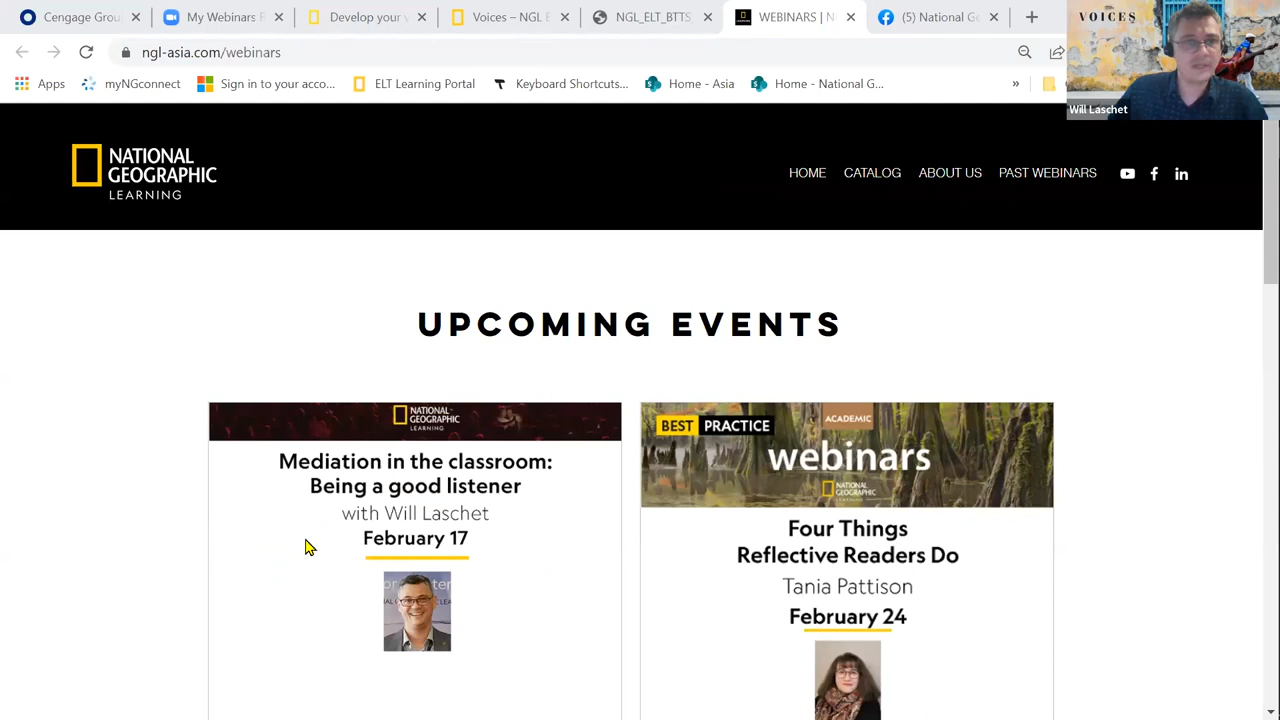 Cengage Grou
My Webinars F
Develop your v
Voices – NGL E
NGL_ELT_BTTS
WEBINARS | N
(5) National Ge
VOICES
ngl-asia.com/webinars
Apps
myNGconnect
Sign in to your acco...
ELT Learning Portal
Keyboard Shortcuts...
Home - Asia
Home - National G...
»
Will Laschet
NATIONAL
GEOGRAPHIC
LEARNING
HOME
CATALOG
ABOUT US
PAST WEBINARS
UPCOMING EVENTS
NATIONAL
GEOGRAPHIC
LEARNING
Mediation in the classroom:
Being a good listener
with Will Laschet
February 17
BEST PRACTICE
ACADEMIC
webinars
NATIONAL
GEOGRAPHIC
LEARNING
Four Things
Reflective Readers Do
Tania Pattison
February 24